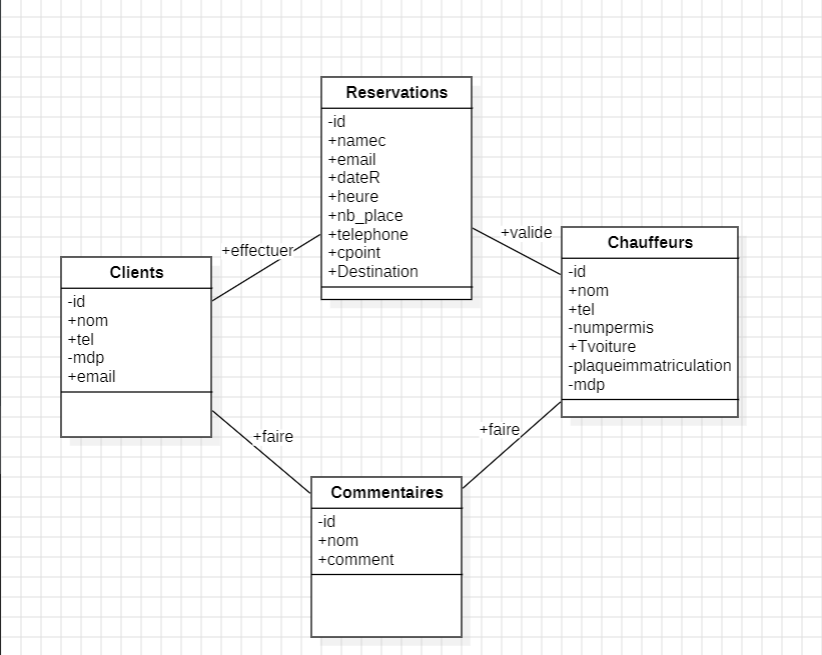 Reservations
-id
+namec
+email
+dateR
+heure
+nb_place
+telephone
+cpoint
+Destination
+effectuer
+valide
Clients
-id
+nom
+tel
-mdp
+email
Chauffeurs
-id
+nom
+tel
-numpermis
+Tvoiture
-plaqueimmatriculation
-mdp
+faire
+faire
Commentaires
-id
+nom
+comment